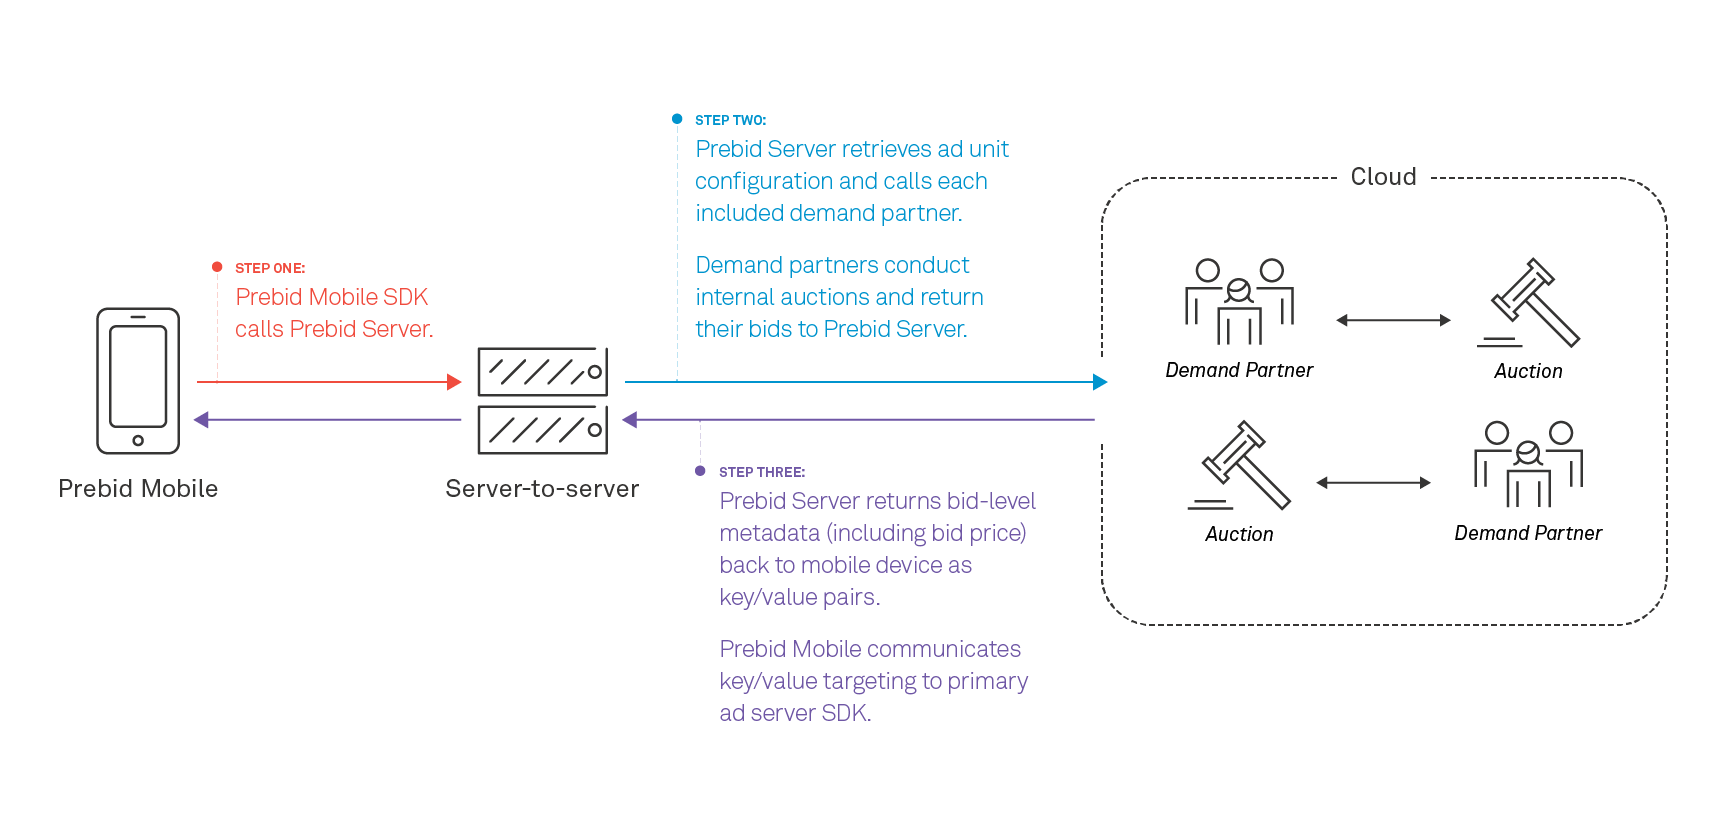 STEP TWO:
Prebid Server retrieves ad unit
configuration and calls each
included demand partner.
Demand partners conduct
internal auctions and return
their bids to Prebid Server.
Cloud
STEP ONE:
Prebid Mobile SDK
calls Prebid Server.
Demand Partner
Auction
Prebid Mobile
Server-to-server
STEP THREE:
Prebid Server returns bid-level
metadata (including bid price)
back to mobile device as
key/value pairs.
Prebid Mobile communicates
key/value targeting to primary
ad server SDK.
Auction
Demand Partner